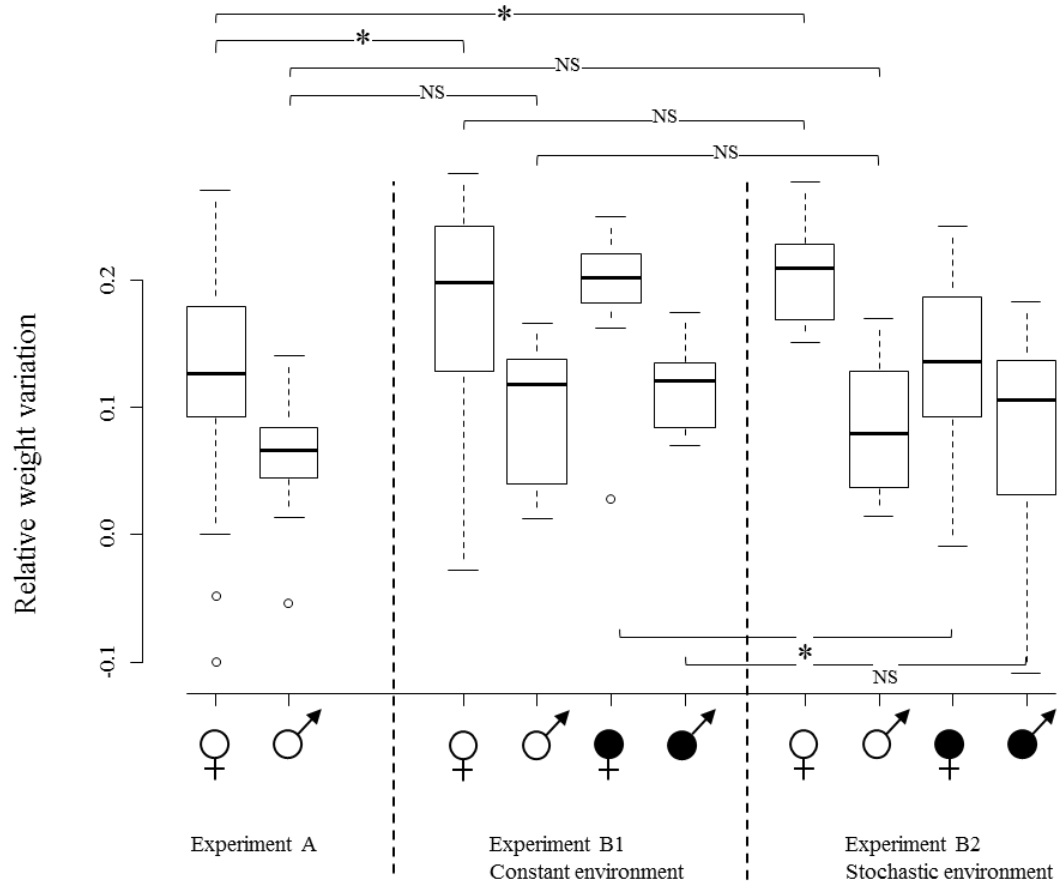 *
*
NS
NS
NS
NS
Relative weight variation
0.2
0.1
0.0
-0.1
*
NS
♀ ♂ ♀ ♂ ♀ ♂ ♀ ♂ ♀ ♂
Experiment A
Experiment B1
Constant environment
Experiment B2
Stochastic environment